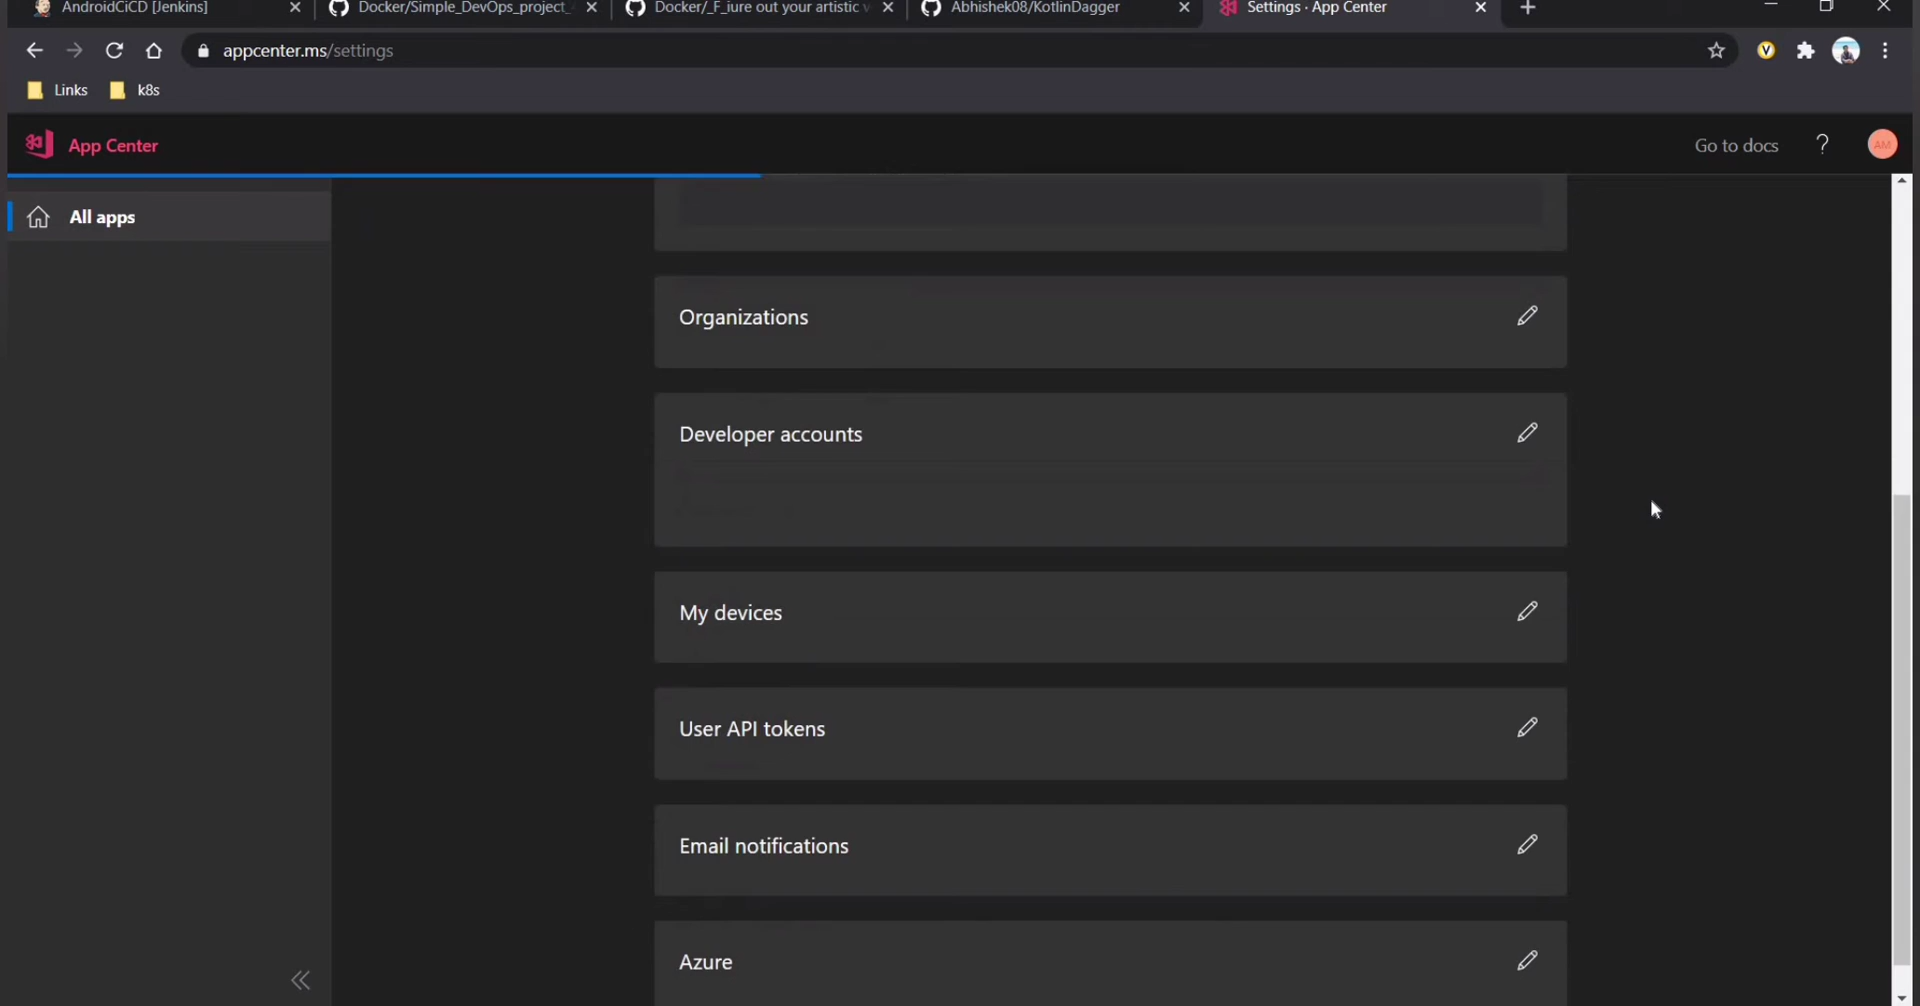 AndroidCiCD [Jenkins]
Docker/Simple_DevOps_project_
Docker/_F_iure out your artistic v
Abhishek08/KotlinDagger
Settings · App Center
appcenter.ms/settings
V
Links
k8s
App Center
Go to docs
?
AM
All apps
Organizations
Developer accounts
My devices
User API tokens
Email notifications
Azure